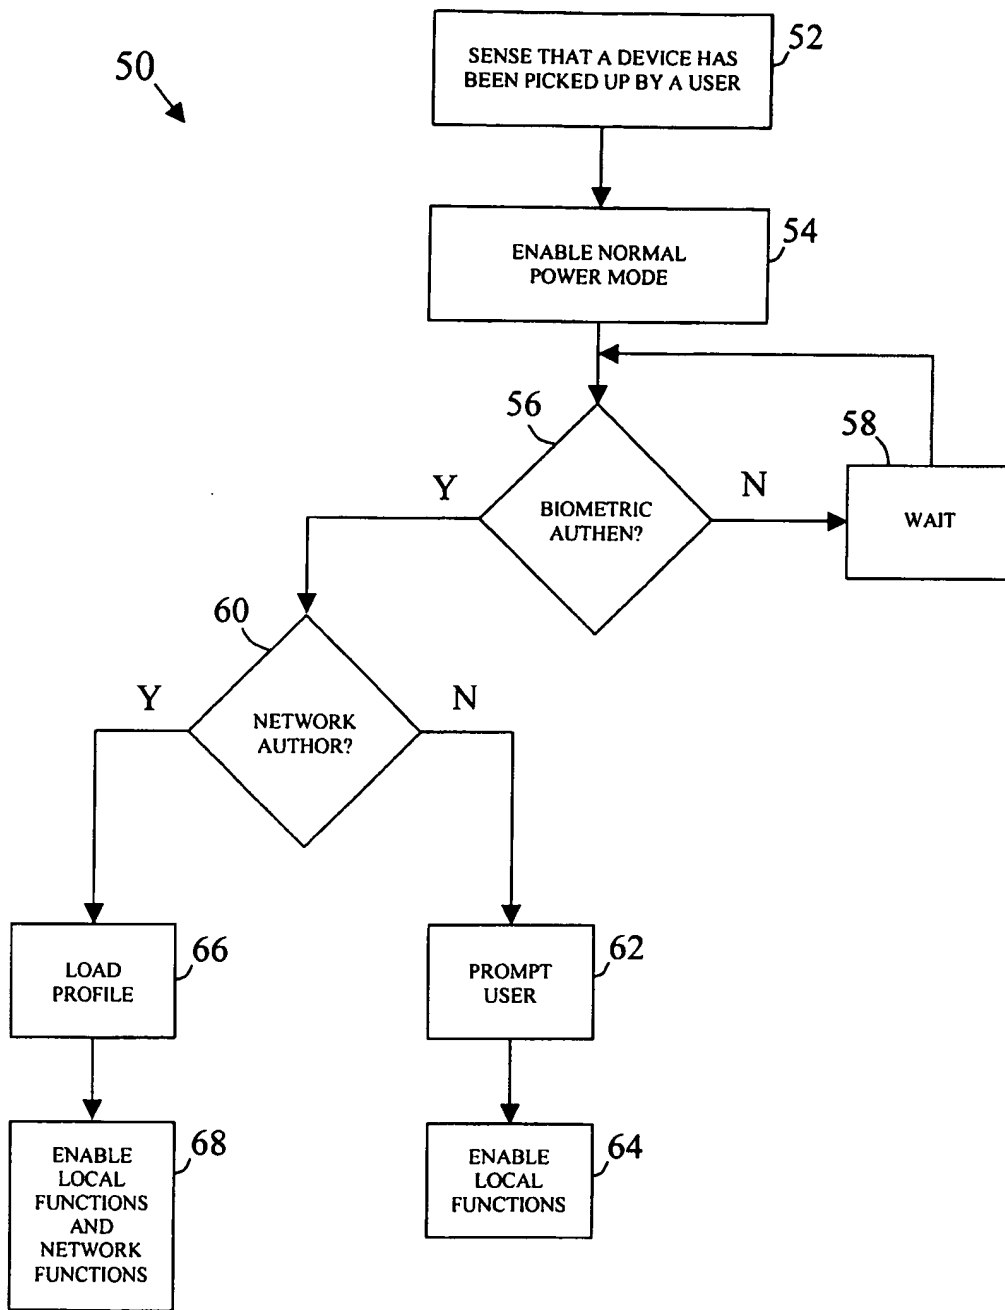 50
SENSE THAT A DEVICE HAS
BEEN PICKED UP BY A USER
52
ENABLE NORMAL
POWER MODE
54
56
BIOMETRIC
AUTHEN?
Y
N
58
WAIT
60
NETWORK
AUTHOR?
Y
N
LOAD
PROFILE
66
PROMPT
USER
62
ENABLE
LOCAL
FUNCTIONS
AND
NETWORK
FUNCTIONS
68
ENABLE
LOCAL
FUNCTIONS
64